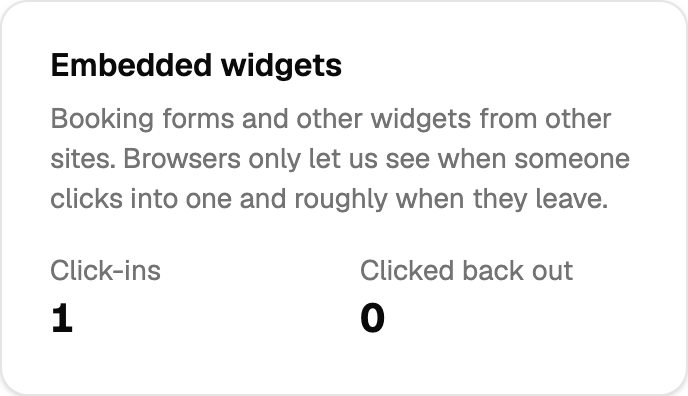 Embedded widgets
Booking forms and other widgets from other
sites. Browsers only let us see when someone
clicks into one and roughly when they leave.
Click-ins
Clicked back out
1
0